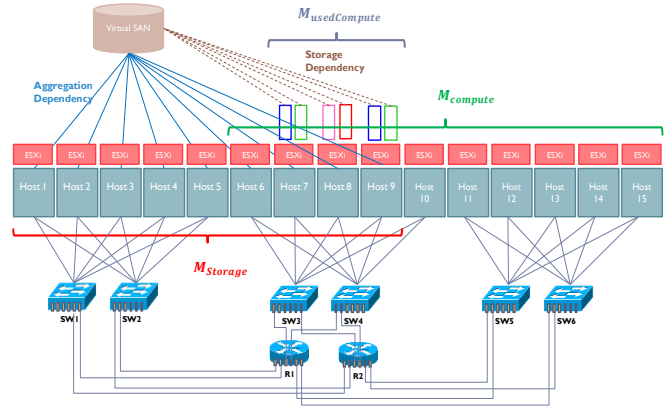 M_usedCompute
Virtual SAN
Storage
Dependency
Aggregation
Dependency
M_compute
ESXi ESXi ESXi ESXi ESXi ESXi ESXi ESXi ESXi ESXi ESXi ESXi ESXi ESXi ESXi
Host 1 Host 2 Host 3 Host 4 Host 5 Host 6 Host 7 Host 8 Host 9 Host 10 Host 11 Host 12 Host 13 Host 14 Host 15
M_Storage
SW1 SW2 SW3 SW4 SW5 SW6
R1 R2